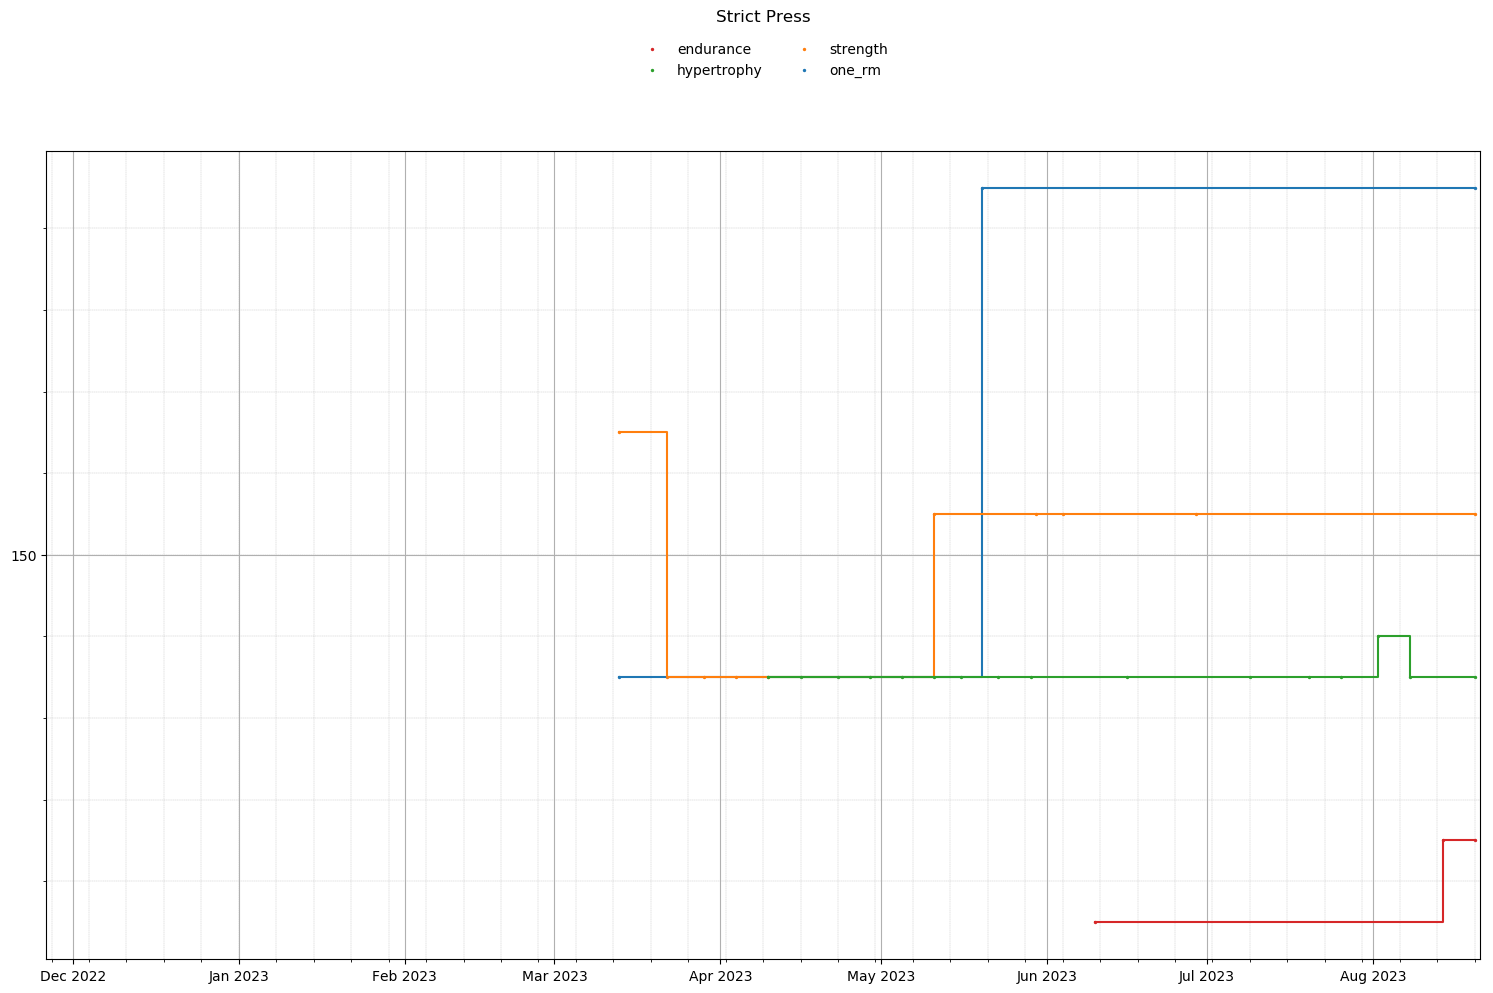 Strict Press
endurance
hypertrophy
strength
one_rm
150
Dec 2022
Jan 2023
Feb 2023
Mar 2023
Apr 2023
May 2023
Jun 2023
Jul 2023
Aug 2023